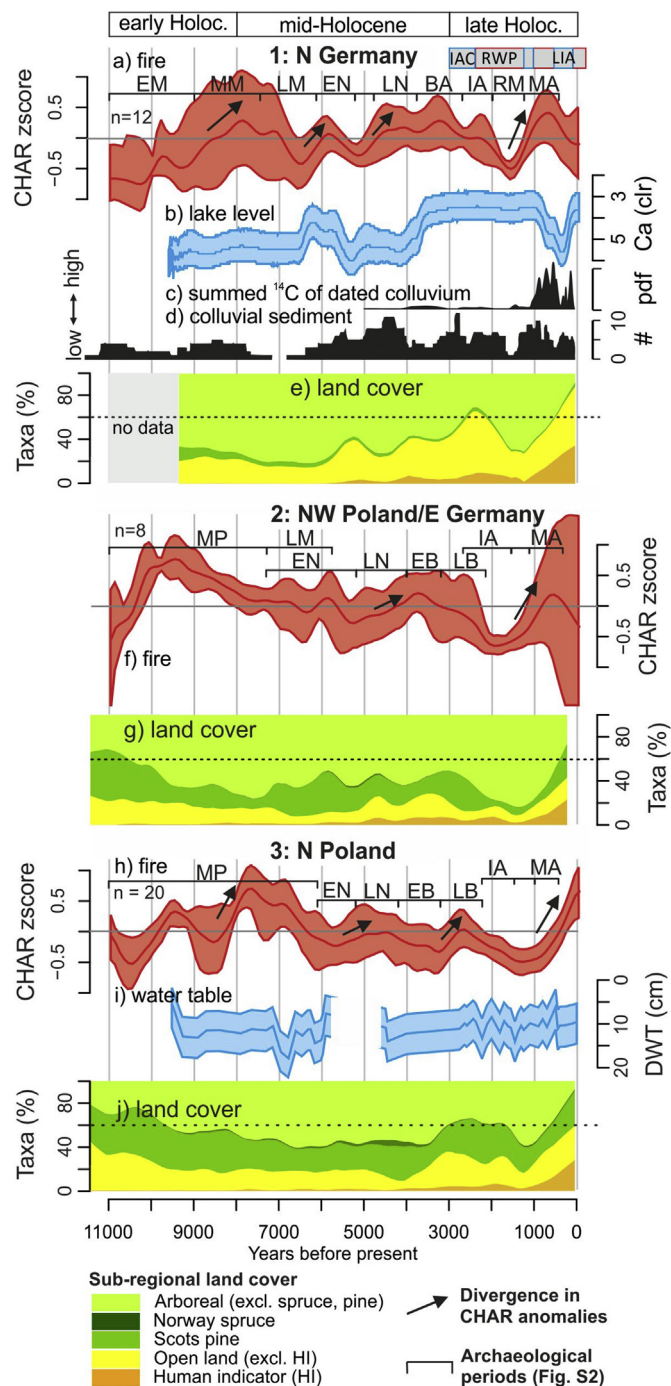 early Holoc. mid-Holocene late Holoc.
a) fire 1: N Germany IAC RWP LIA
EM MM LM EN LN BA IA RM MA
n=12
CHAR zscore
0.5
−0.5
b) lake level
Ca (clr)
3
5
c) summed ¹⁴C of dated colluvium
pdf
d) colluvial sediment
low high
#
10
0
e) land cover
no data
Taxa (%)
80
40
0
2: NW Poland/E Germany
n=8
MP LM IA MA
EN LN EB LB
f) fire
CHAR zscore
0.5
−0.5
g) land cover
Taxa (%)
80
40
0
3: N Poland
h) fire
MP IA MA
n = 20 EN LN EB LB
CHAR zscore
0.5
−0.5
i) water table
DWT (cm)
0
10
20
j) land cover
Taxa (%)
80
40
0
11000 9000 7000 5000 4000 3000 1000 0
Years before present
Sub-regional land cover
Arboreal (excl. spruce, pine)
Norway spruce
Scots pine
Open land (excl. HI)
Human indicator (HI)
Divergence in
CHAR anomalies
Archaeological
periods (Fig. S2)